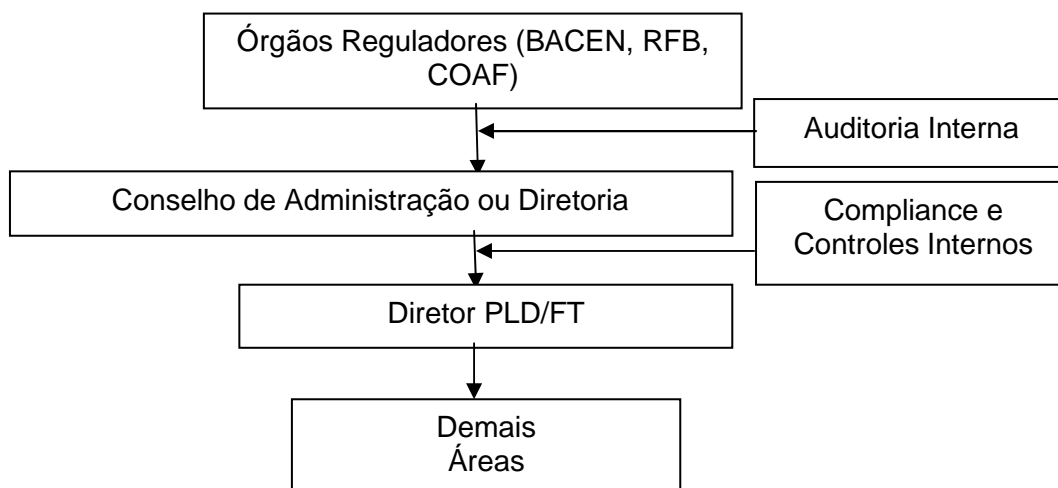 Órgãos Reguladores (BACEN, RFB,
COAF)
Auditoria Interna
Conselho de Administração ou Diretoria
Compliance e
Controles Internos
Diretor PLD/FT
Demais
Áreas